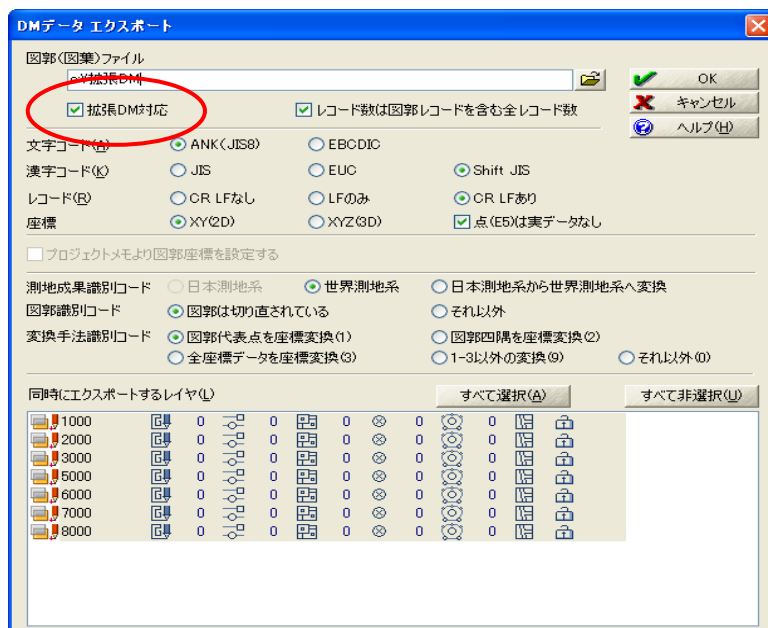 DMデータ エクスポート
図郭(図葉)ファイル
拡張DM
OK
拡張DM対応
レコード数は図郭レコードを含む全レコード数
キャンセル
ヘルプ(H)
文字コード(A) ANK(JIS8) EBCDIC
漢字コード(K) JIS EUC Shift JIS
レコード(R) CR LFなし LFのみ CR LFあり
座標 XY(2D) XYZ(3D) 点(E5)は実データなし
プロジェクトメモより図郭座標を設定する
測地成果識別コード 日本測地系 世界測地系 日本測地系から世界測地系へ変換
図郭識別コード 図郭は切り直されている それ以外
変換手法識別コード 図郭代表点を座標変換(1) 図郭四隅を座標変換(2)
全座標データを座標変換(3) 1-3以外の変換(9) それ以外(0)
同時にエクスポートするレイヤ(L) すべて選択(A) すべて非選択(U)
1000 0 0 0 0 0
2000 0 0 0 0 0
3000 0 0 0 0 0
5000 0 0 0 0 0
6000 0 0 0 0 0
7000 0 0 0 0 0
8000 0 0 0 0 0